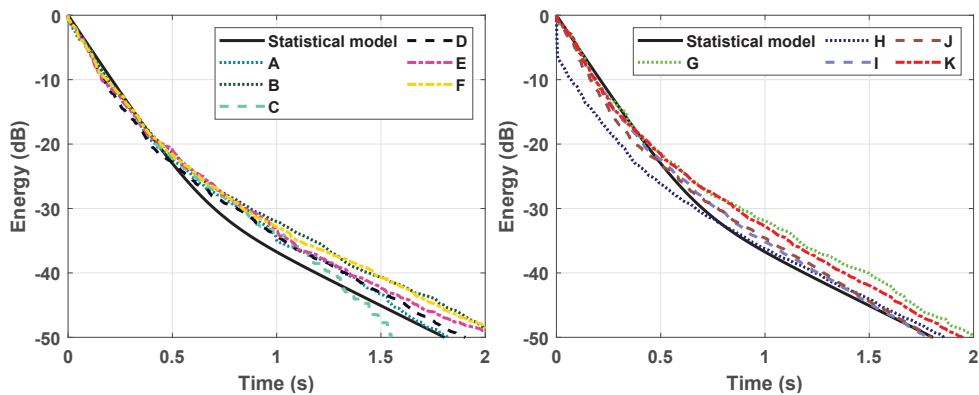 0
-10
-20
-30
-40
-50
Energy (dB)
0 0.5 1 1.5 2
Time (s)
Statistical model
A
B
C
D
E
F
0
-10
-20
-30
-40
-50
Energy (dB)
0 0.5 1 1.5 2
Time (s)
Statistical model
G
H
I
J
K